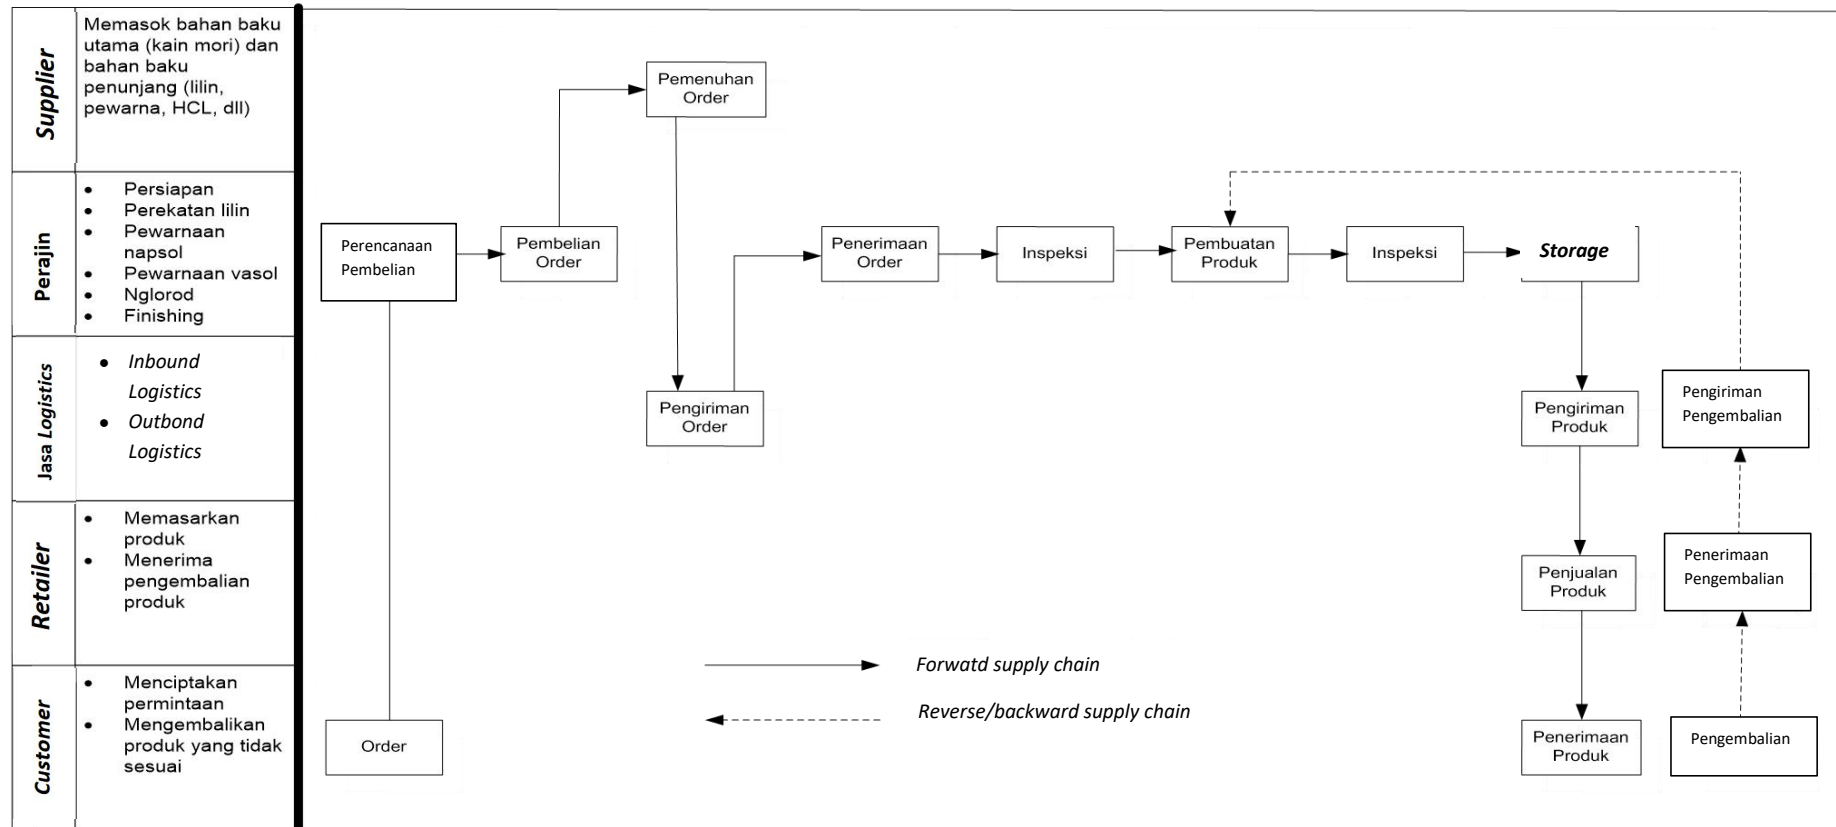 Supplier
Memasok bahan baku
utama (kain mori) dan
bahan baku
penunjang (lilin,
pewarna, HCL, dll)
Perajin
• Persiapan
• Perekatan lilin
• Pewarnaan
napsol
• Pewarnaan vasol
• Nglorod
• Finishing
Jasa Logistics
• Inbound
Logistics
• Outbond
Logistics
Retailer
• Memasarkan
produk
• Menerima
pengembalian
produk
Customer
• Menciptakan
permintaan
• Mengembalikan
produk yang tidak
sesuai
Pemenuhan
Order
Perencanaan
Pembelian
Pembelian
Order
Penerimaan
Order
Inspeksi
Pembuatan
Produk
Inspeksi
Storage
Pengiriman
Order
Pengiriman
Produk
Pengiriman
Pengembalian
Penjualan
Produk
Penerimaan
Pengembalian
Forwatd supply chain
Reverse/backward supply chain
Order
Penerimaan
Produk
Pengembalian